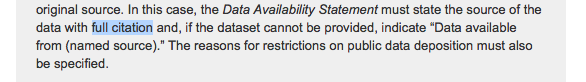 original source. In this case, the Data Availability Statement must state the source of the
data with full citation and, if the dataset cannot be provided, indicate “Data available
from (named source).” The reasons for restrictions on public data deposition must also
be specified.